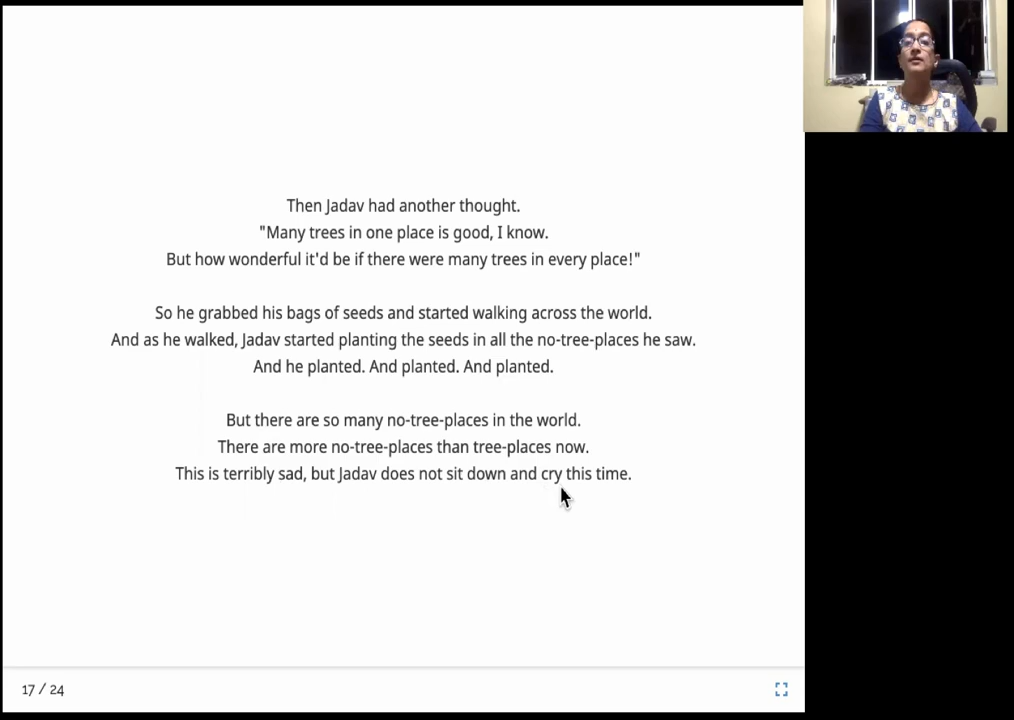 Then Jadav had another thought.
"Many trees in one place is good, I know.
But how wonderful it'd be if there were many trees in every place!"
So he grabbed his bags of seeds and started walking across the world.
And as he walked, Jadav started planting the seeds in all the no-tree-places he saw.
And he planted. And planted. And planted.
But there are so many no-tree-places in the world.
There are more no-tree-places than tree-places now.
This is terribly sad, but Jadav does not sit down and cry this time.
17 / 24